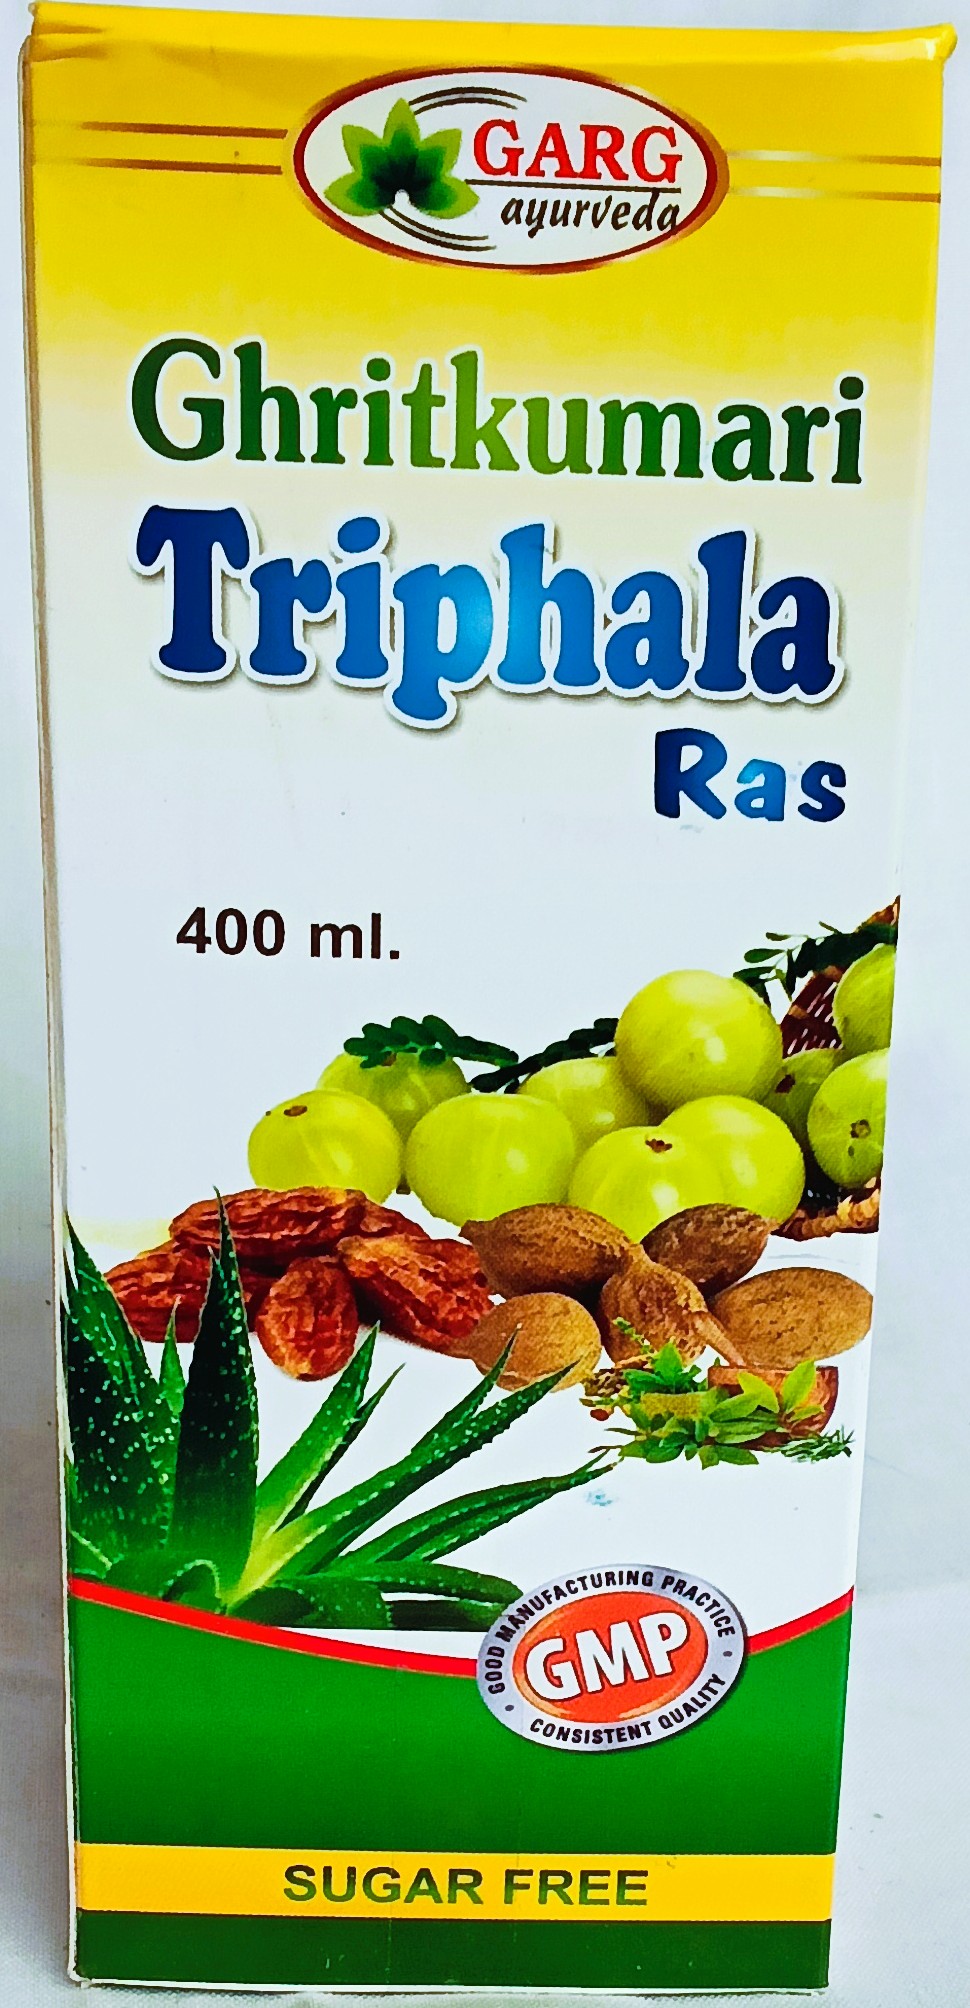 GARG
ayurveda
Ghritkumari
Triphala
Ras
400 ml.
GOOD MANUFACTURING PRACTICE
GMP
CONSISTENT QUALITY
SUGAR FREE